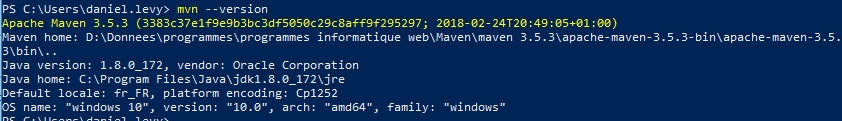 PS C:\Users\daniel.levy> mvn --version
Apache Maven 3.5.3 (3383c37e1f9e9b3bc3df5050c29c8aff9f295297; 2018-02-24T20:49:05+01:00)
Maven home: D:\Donnees\programmes\programmes informatique web\Maven\maven 3.5.3\apache-maven-3.5.3-bin\apache-maven-3.5.
3\bin\..
Java version: 1.8.0_172, vendor: Oracle Corporation
Java home: C:\Program Files\Java\jdk1.8.0_172\jre
Default locale: fr_FR, platform encoding: Cp1252
OS name: "windows 10", version: "10.0", arch: "amd64", family: "windows"
PS C:\Users\daniel.levy>